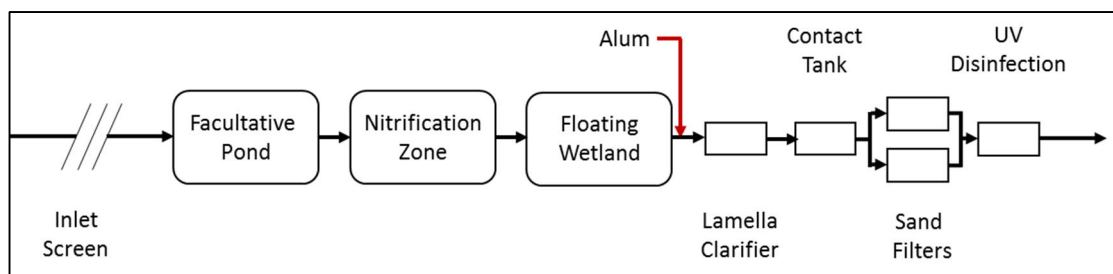 Alum
Contact
Tank
UV
Disinfection
Facultative
Pond
Nitrification
Zone
Floating
Wetland
Inlet
Screen
Lamella
Clarifier
Sand
Filters